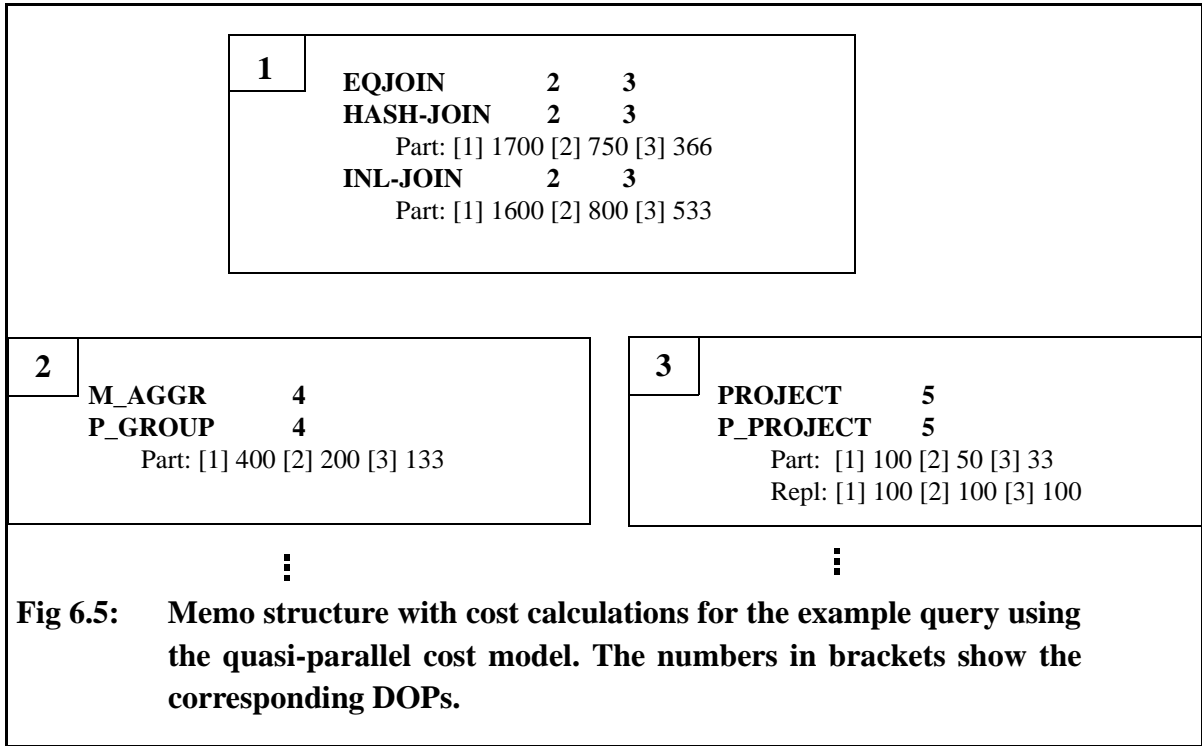 1
EQJOIN 2 3
HASH-JOIN 2 3
Part: [1] 1700 [2] 750 [3] 366
INL-JOIN 2 3
Part: [1] 1600 [2] 800 [3] 533
2
M_AGGR 4
P_GROUP 4
Part: [1] 400 [2] 200 [3] 133
3
PROJECT 5
P_PROJECT 5
Part: [1] 100 [2] 50 [3] 33
Repl: [1] 100 [2] 100 [3] 100
Fig 6.5: Memo structure with cost calculations for the example query using
the quasi-parallel cost model. The numbers in brackets show the
corresponding DOPs.